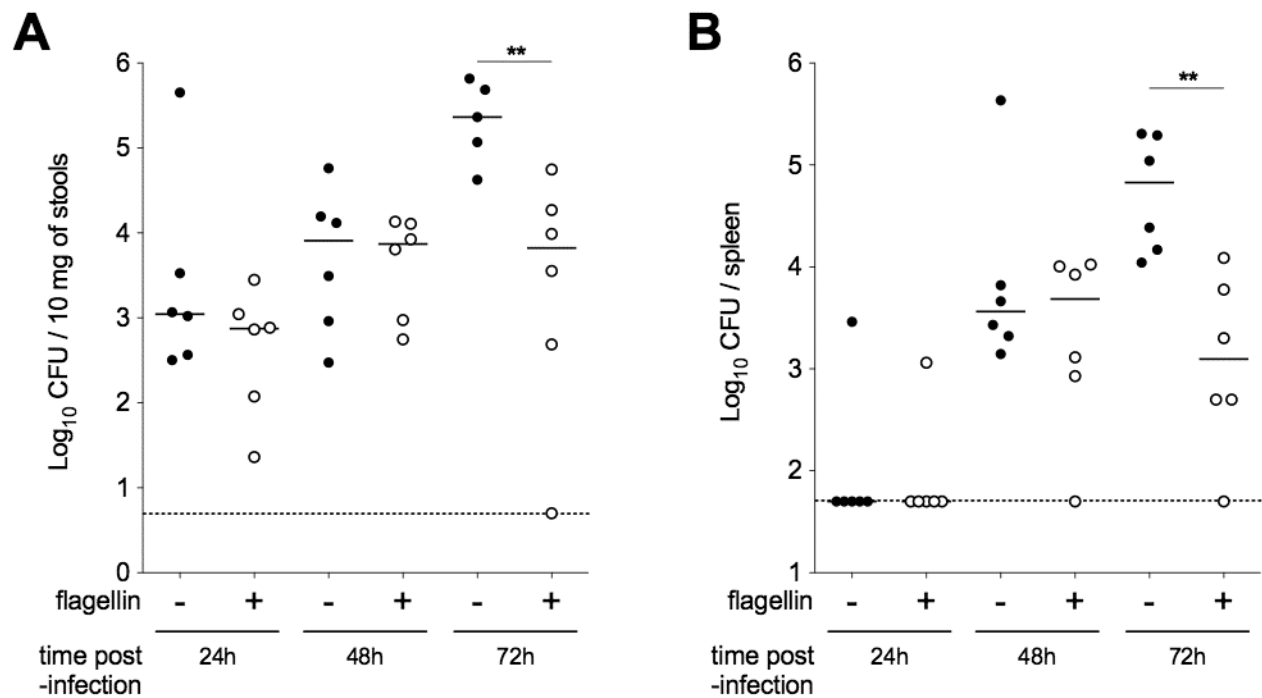 A
Log10 CFU / 10 mg of stools
6
5
4
3
2
1
0
**
flagellin - + - + - +
time post 24h 48h 72h
-infection
B
Log10 CFU / spleen
6
5
4
3
2
1
**
flagellin - + - + - +
time post 24h 48h 72h
-infection